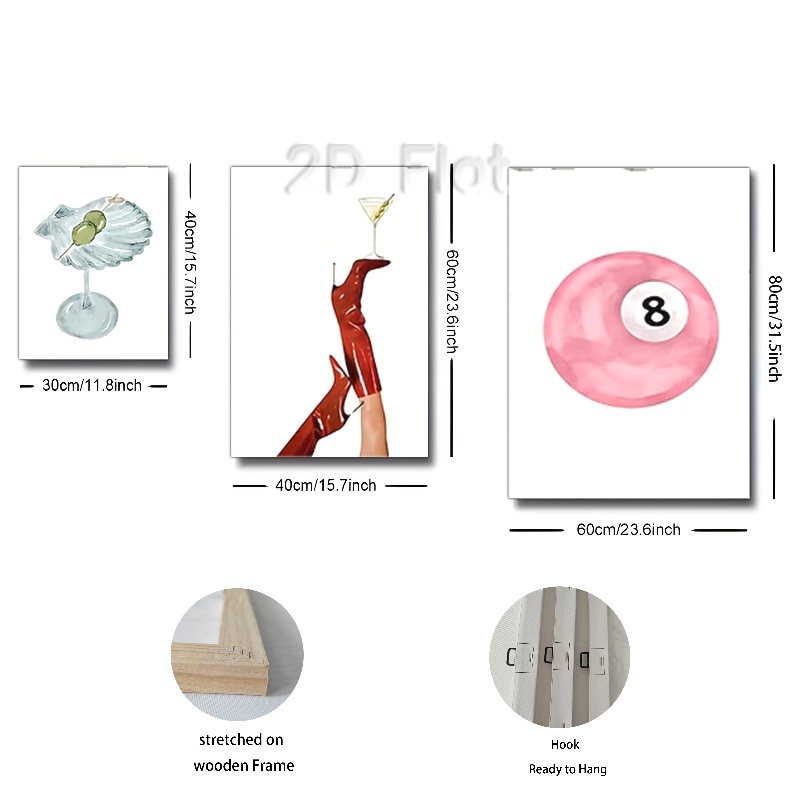 2D Flat
40cm/15.7inch
30cm/11.8inch
60cm/23.6inch
40cm/15.7inch
8
80cm/31.5inch
60cm/23.6inch
stretched on
wooden Frame
Hook
Ready to Hang